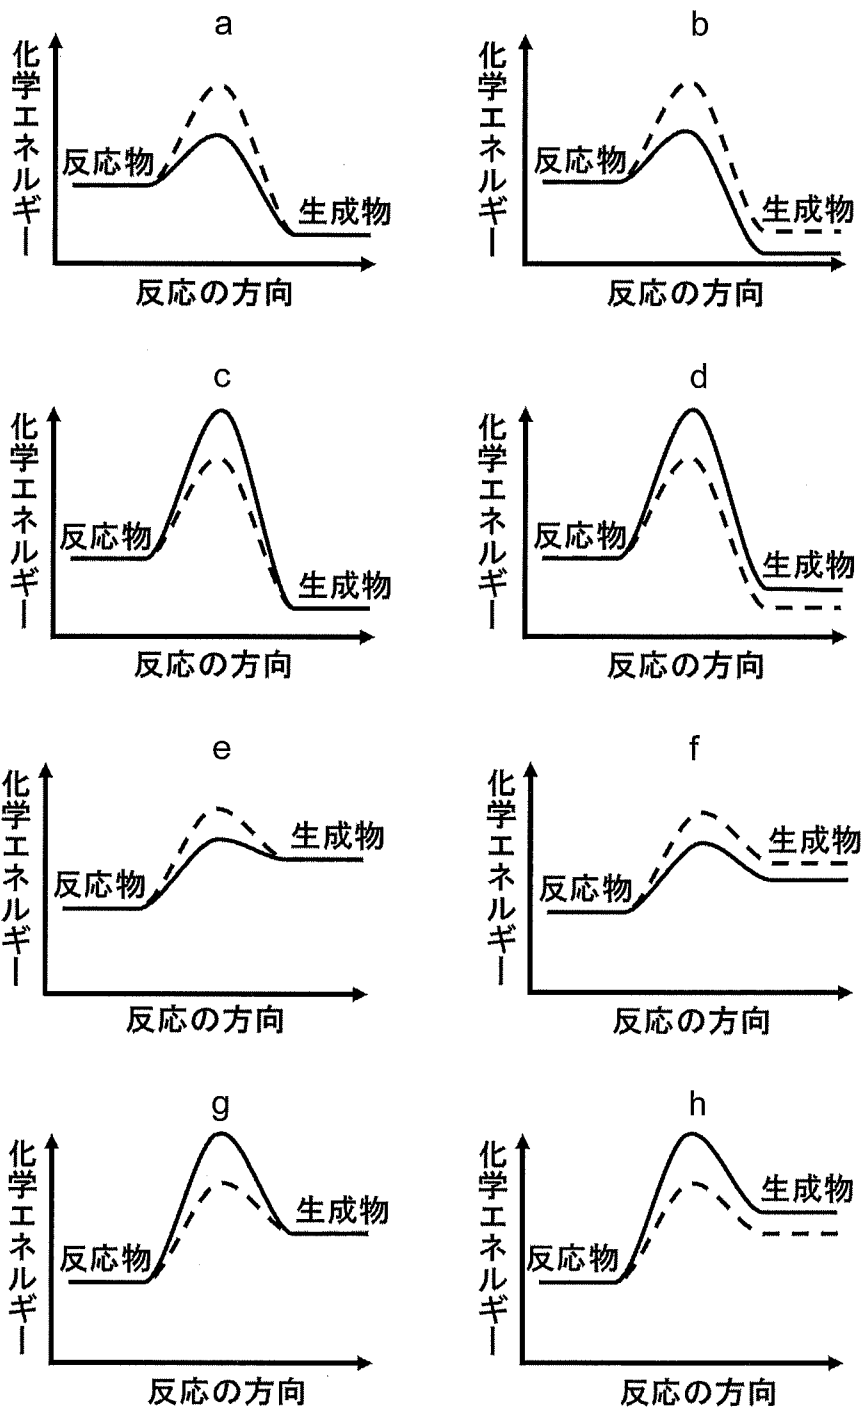 a
化学エネルギー
反応物
生成物
反応の方向
b
化学エネルギー
反応物
生成物
反応の方向
c
化学エネルギー
反応物
生成物
反応の方向
d
化学エネルギー
反応物
生成物
反応の方向
e
化学エネルギー
反応物
生成物
反応の方向
f
化学エネルギー
反応物
生成物
反応の方向
g
化学エネルギー
反応物
生成物
反応の方向
h
化学エネルギー
反応物
生成物
反応の方向